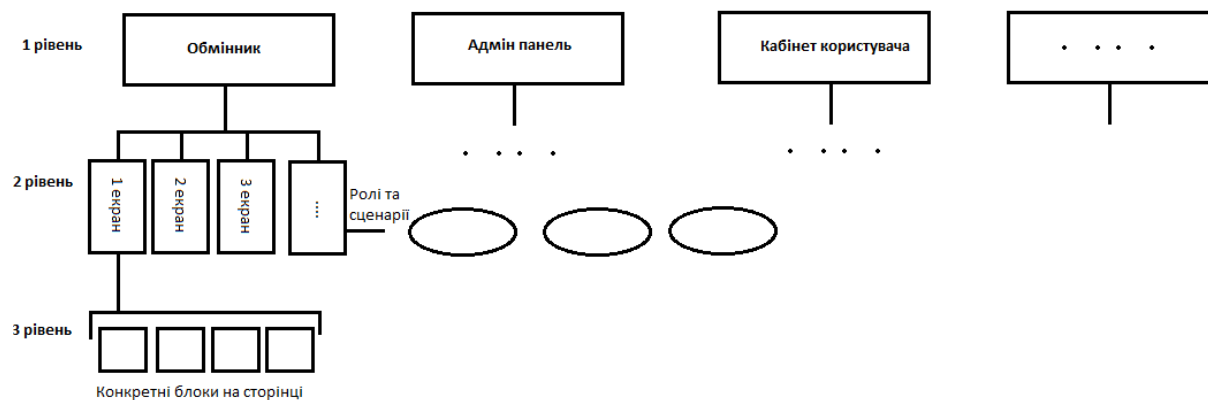 1 рівень
Обмінник
Адмін панель
Кабінет користувача
. . . .
. . . .
. . . .
2 рівень
1 екран
2 екран
3 екран
....
Ролі та
сценарії
3 рівень
Конкретні блоки на сторінці